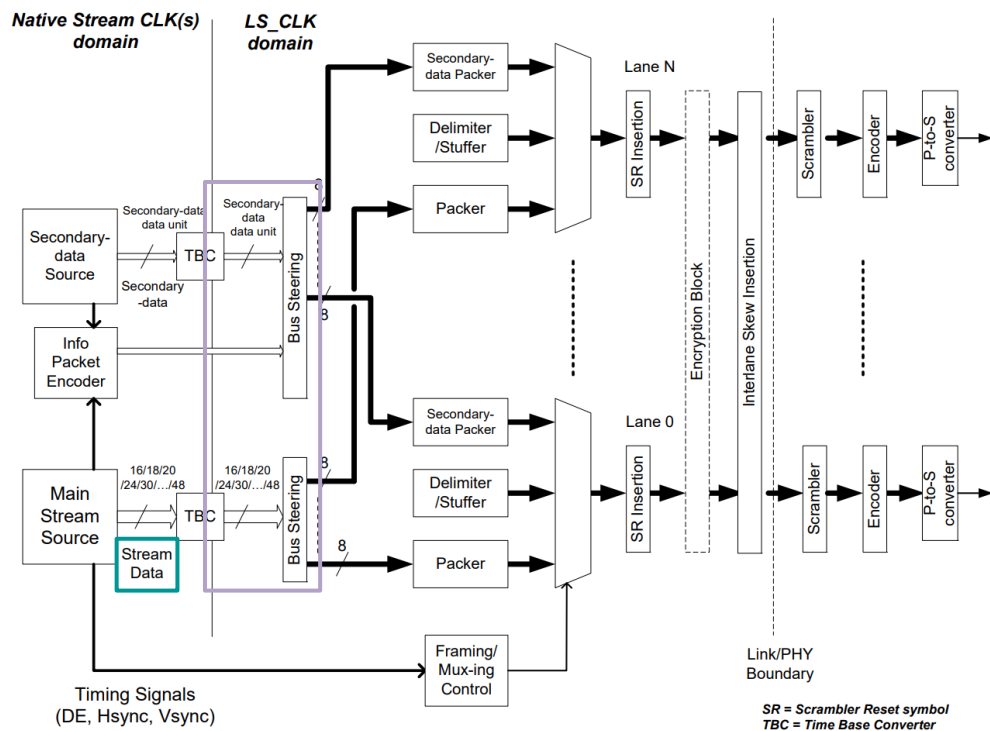 Native Stream CLK(s)
domain
LS_CLK
domain
Secondary-
data Packer
Delimiter
/Stuffer
Packer
Lane N
SR Insertion
Encryption Block
Interlane Skew Insertion
Scrambler
Encoder
P-to-S
converter
8
Secondary-data
data unit
Secondary-
data
data unit
Secondary-
data
Source
TBC
Bus Steering
Secondary
-data
8
Info
Packet
Encoder
Secondary-
data Packer
Delimiter
/Stuffer
Packer
Lane 0
SR Insertion
Scrambler
Encoder
P-to-S
converter
16/18/20
/24/30/…/48
16/18/20
/24/30/…/48
8
Main
Stream
Source
TBC
Bus Steering
8
Stream
Data
Framing/
Mux-ing
Control
Link/PHY
Boundary
Timing Signals
(DE, Hsync, Vsync)
SR = Scrambler Reset symbol
TBC = Time Base Converter